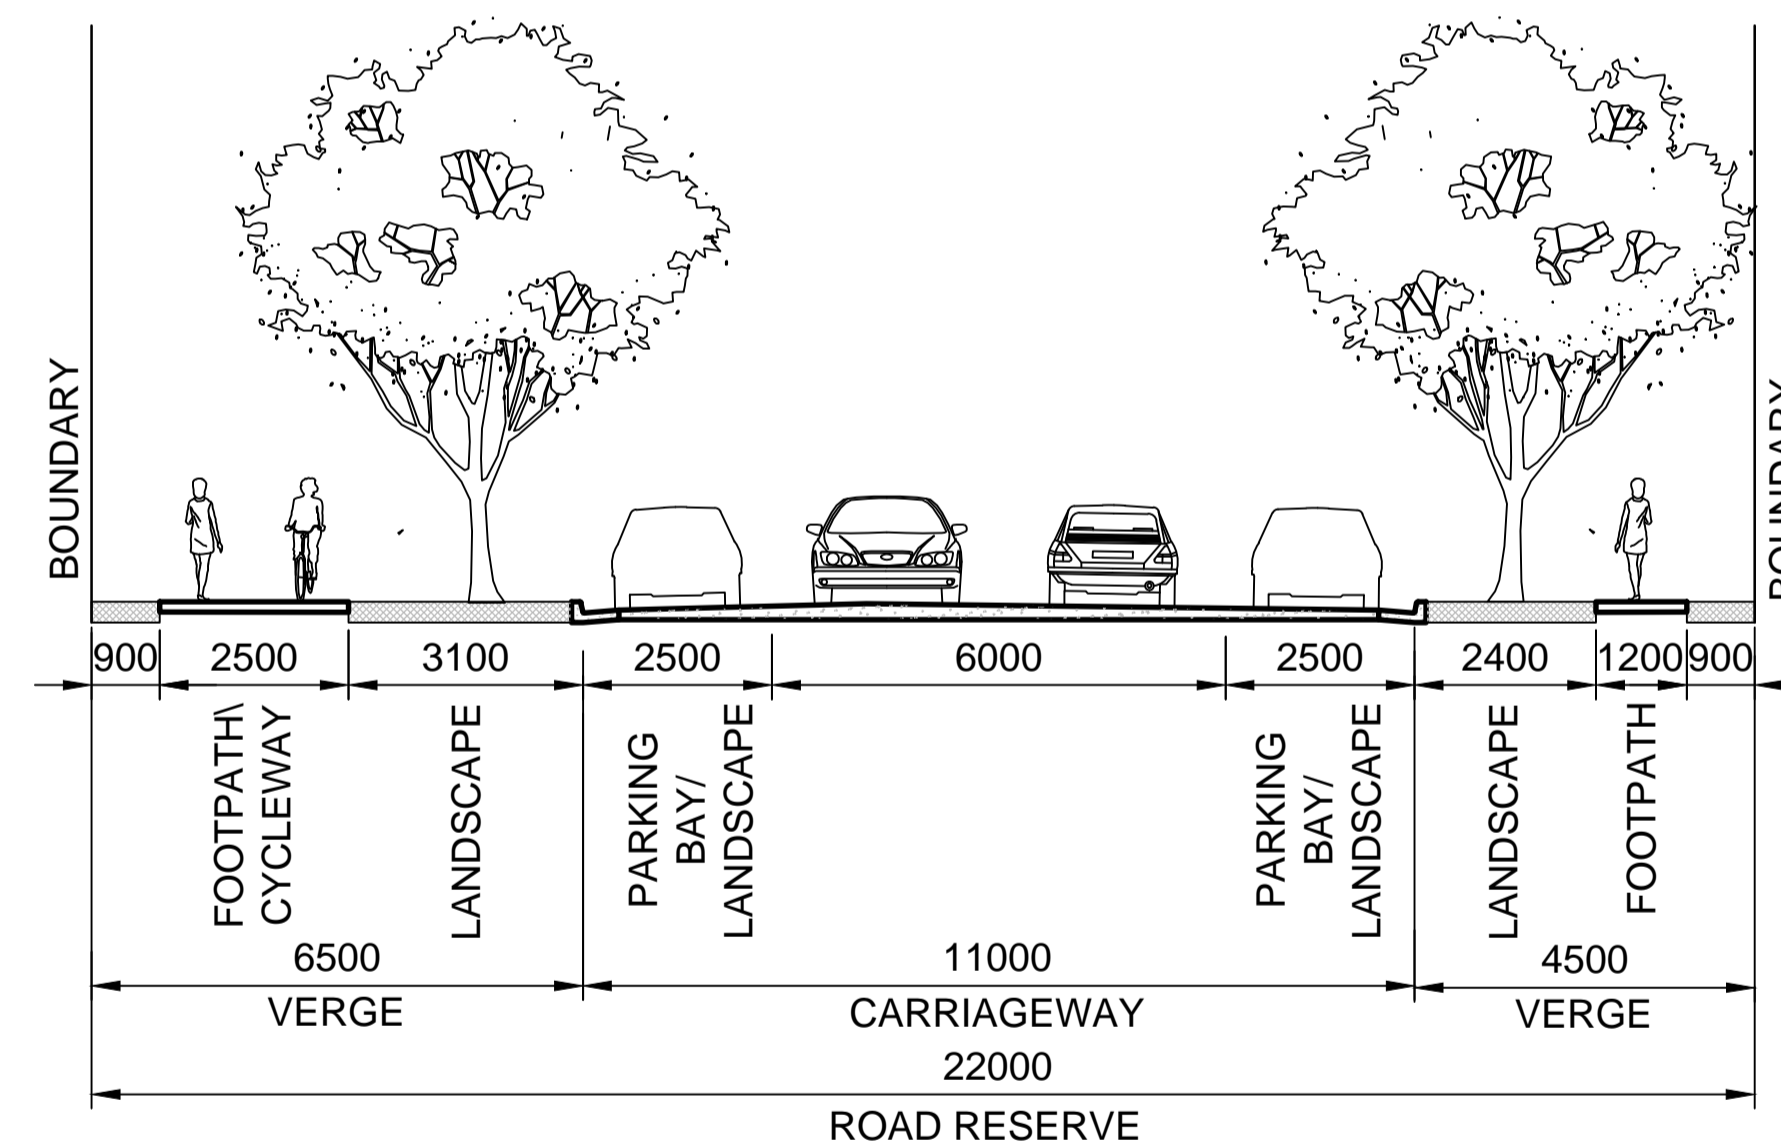 BOUNDARY
BOUNDARY
900 2500 3100 2500 6000 2500 2400 1200 900
FOOTPATH\
CYCLEWAY
LANDSCAPE
PARKING
BAY/
LANDSCAPE
PARKING
BAY/
LANDSCAPE
LANDSCAPE
FOOTPATH
6500 11000 4500
VERGE CARRIAGEWAY VERGE
22000
ROAD RESERVE